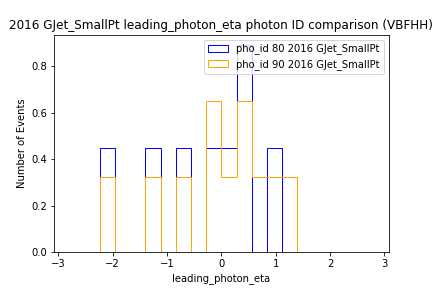 2016 GJet_SmallPt leading_photon_eta photon ID comparison (VBFHH)
pho_id 80 2016 GJet_SmallPt
pho_id 90 2016 GJet_SmallPt
Number of Events
0.8
0.6
0.4
0.2
0.0
−3 −2 −1 0 1 2 3
leading_photon_eta